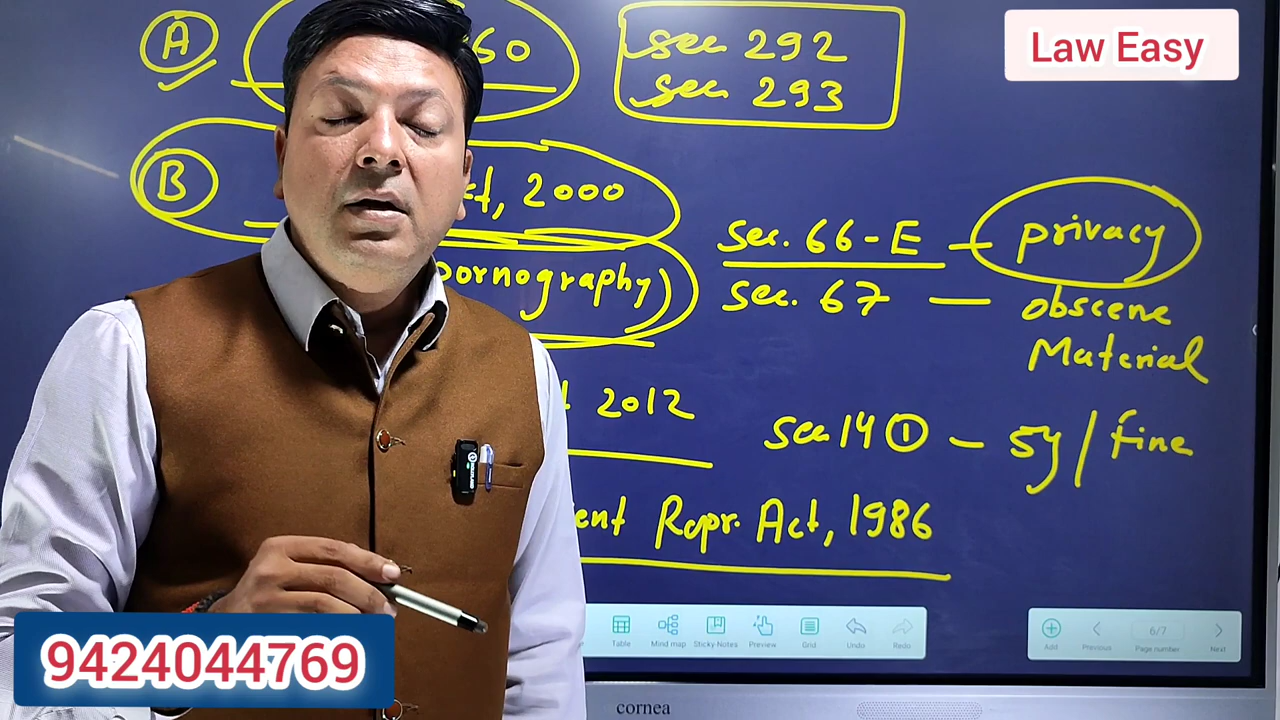 Law Easy
A
60
sec 292
sec 293
B
ct, 2000
sec. 66-E — privacy
pornography)
sec. 67 — obscene
Material
2012
sec 14 ① — 5y / fine
ent Repr. Act, 1986
9424044769
Table
Mind map
Sticky-Notes
Preview
Grid
Undo
Redo
Add
Previous
6/7
Page number
Next
cornea